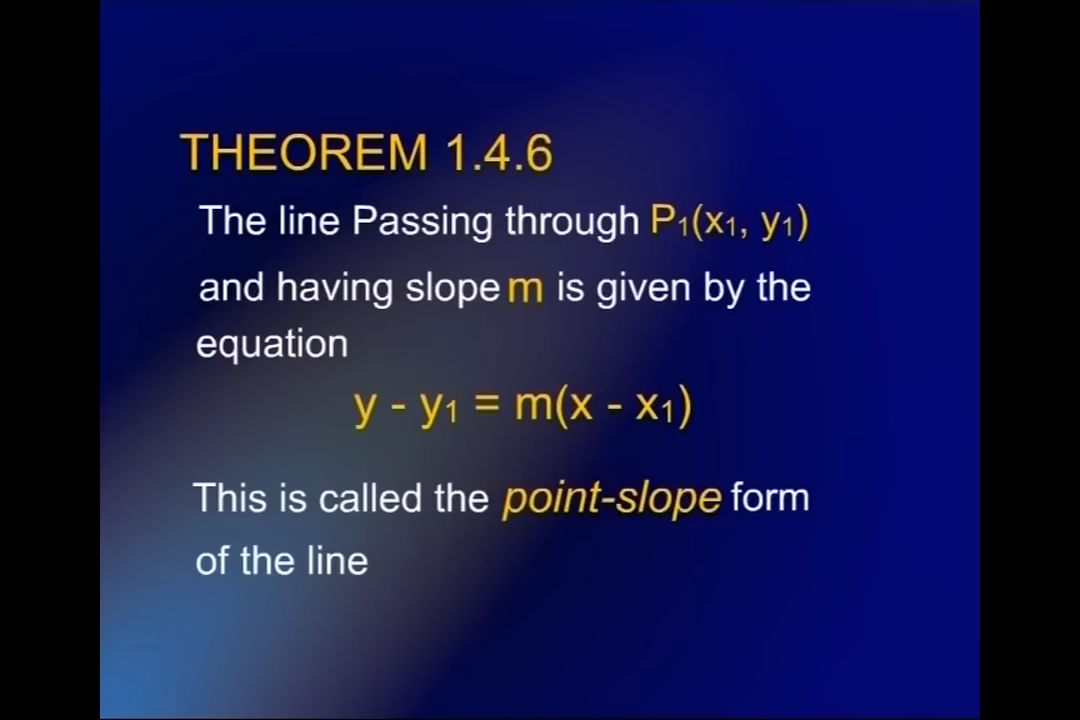 THEOREM 1.4.6
The line Passing through P₁(x₁, y₁)
and having slope m is given by the
equation
y - y₁ = m(x - x₁)
This is called the point-slope form
of the line